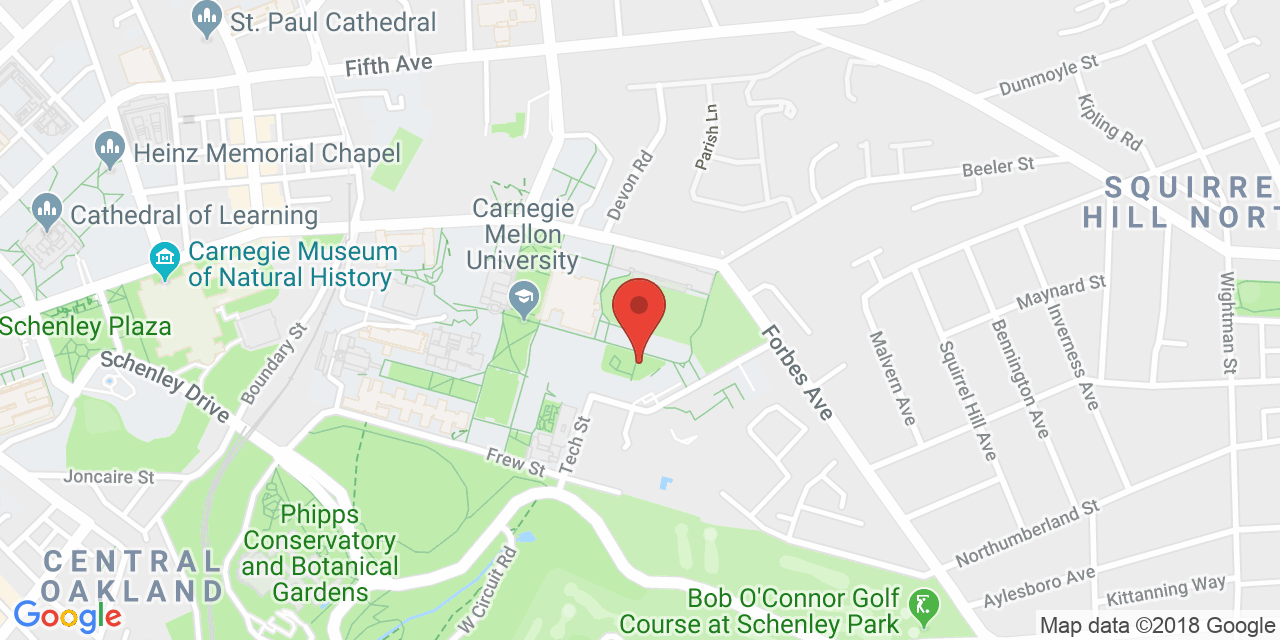 St. Paul Cathedral
Fifth Ave
Dunmoyle St
Kipling Rd
Parish Ln
Heinz Memorial Chapel
Devon Rd
Beeler St
SQUIRRE
HILL NORT
Cathedral of Learning
Carnegie
Mellon
University
Carnegie Museum
of Natural History
Schenley Plaza
Schenley Drive
Boundary St
Forbes Ave
Maynard St
Wightman St
Malvern Ave
Squirrel Hill Ave
Bennington Ave
Inverness Ave
Tech St
Frew St
Joncaire St
Phipps
Conservatory
and Botanical
Gardens
CENTRAL
OAKLAND
W Circuit Rd
Northumberland St
Aylesboro Ave
Kittanning Way
Bob O'Connor Golf
Course at Schenley Park
Google
Map data ©2018 Google